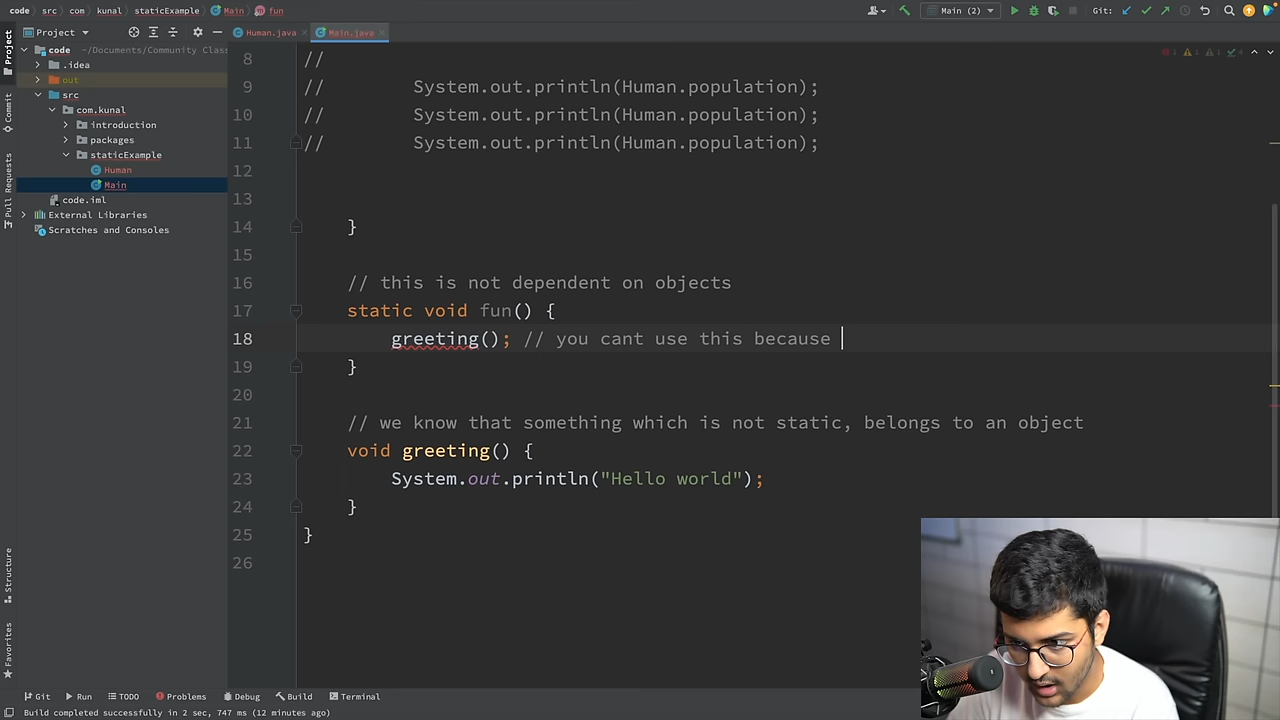 code src com kunal staticExample Main fun
Main (2)
Git:
Project
Human.java Main.java
code ~/Documents/Community Class
.idea
out
src
com.kunal
introduction
packages
staticExample
Human
Main
code.iml
External Libraries
Scratches and Consoles
Project
Commit
Pull Requests
Structure
Favorites
8 //
9 // System.out.println(Human.population);
10 // System.out.println(Human.population);
11 // System.out.println(Human.population);
12
13
14 }
15
16 // this is not dependent on objects
17 static void fun() {
18 greeting(); // you cant use this because
19 }
20
21 // we know that something which is not static, belongs to an object
22 void greeting() {
23 System.out.println("Hello world");
24 }
25 }
26
Git Run TODO Problems Debug Build Terminal
Build completed successfully in 2 sec, 747 ms (12 minutes ago)